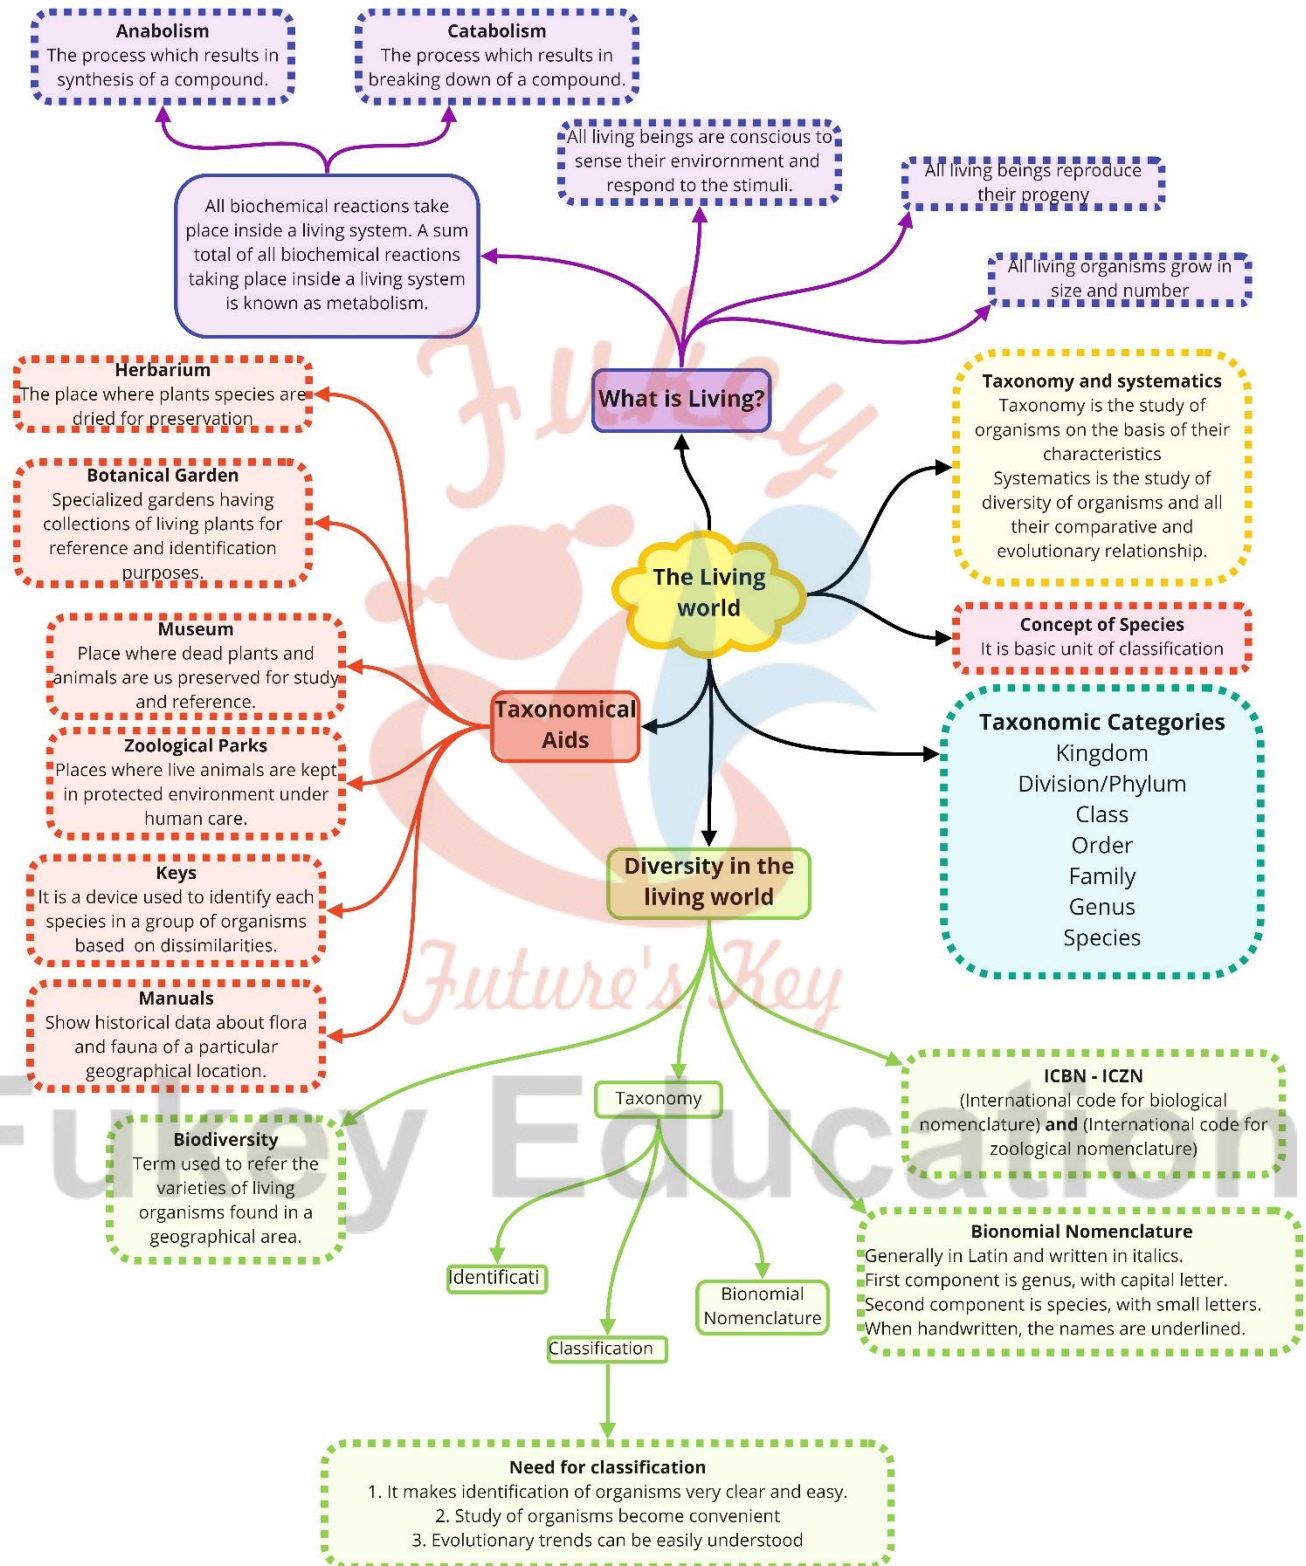 Anabolism
The process which results in
synthesis of a compound.
Catabolism
The process which results in
breaking down of a compound.
All living beings are conscious to
sense their envirornment and
respond to the stimuli.
All living beings reproduce
their progeny
All living organisms grow in
size and number
All biochemical reactions take
place inside a living system. A sum
total of all biochemical reactions
taking place inside a living system
is known as metabolism.
What is Living?
Herbarium
The place where plants species are
dried for preservation
Botanical Garden
Specialized gardens having
collections of living plants for
reference and identification
purposes.
Museum
Place where dead plants and
animals are us preserved for study
and reference.
Zoological Parks
Places where live animals are kept
in protected environment under
human care.
Keys
It is a device used to identify each
species in a group of organisms
based on dissimilarities.
Manuals
Show historical data about flora
and fauna of a particular
geographical location.
Taxonomical
Aids
The Living
world
Taxonomy and systematics
Taxonomy is the study of
organisms on the basis of their
characteristics
Systematics is the study of
diversity of organisms and all
their comparative and
evolutionary relationship.
Concept of Species
It is basic unit of classification
Taxonomic Categories
Kingdom
Division/Phylum
Class
Order
Family
Genus
Species
Diversity in the
living world
Biodiversity
Term used to refer the
varieties of living
organisms found in a
geographical area.
Taxonomy
Identificati
Classification
Bionomial
Nomenclature
ICBN - ICZN
(International code for biological
nomenclature) and (International code for
zoological nomenclature)
Bionomial Nomenclature
Generally in Latin and written in italics.
First component is genus, with capital letter.
Second component is species, with small letters.
When handwritten, the names are underlined.
Need for classification
1. It makes identification of organisms very clear and easy.
2. Study of organisms become convenient
3. Evolutionary trends can be easily understood
Fukey
Future's Key
Fukey Education